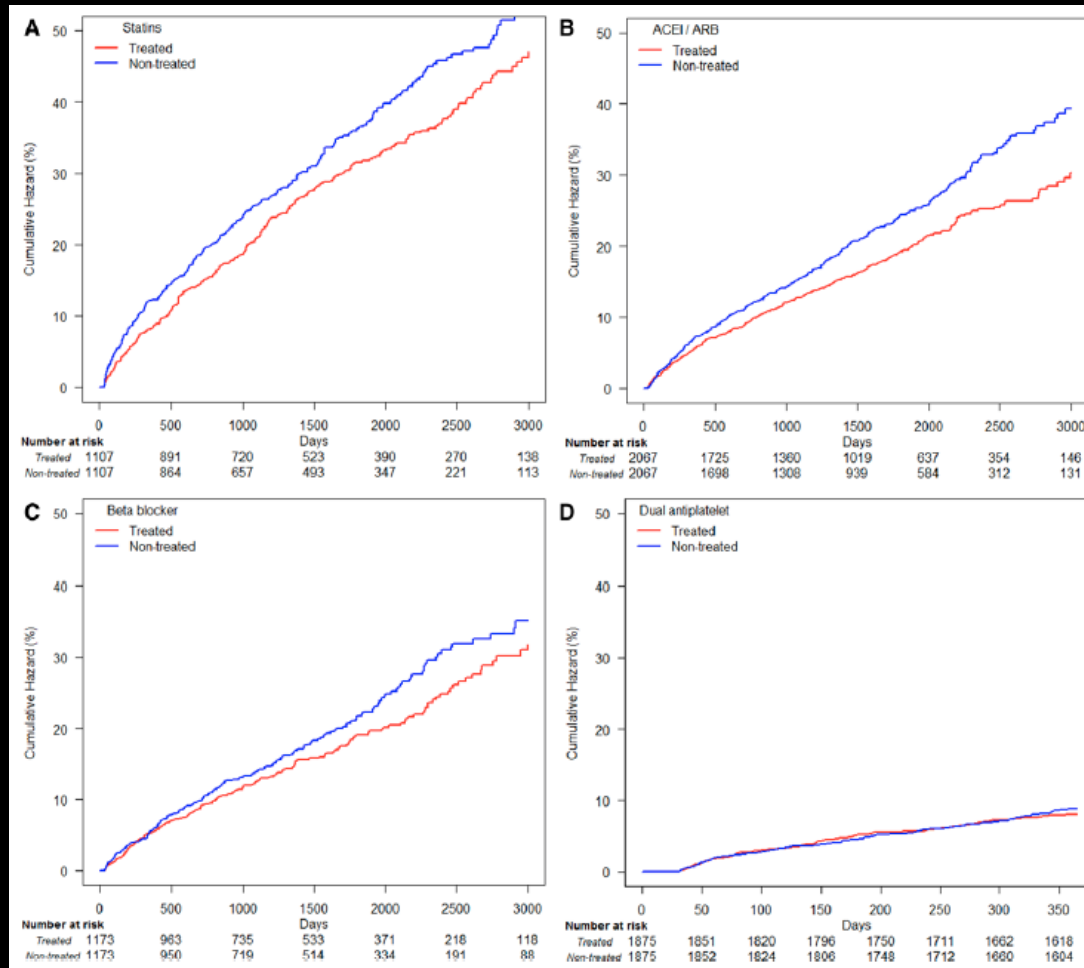 A
Statins
Treated
Non-treated
50
40
30
20
10
0
Cumulative Hazard (%)
0 500 1000 1500 2000 2500 3000
Days
Number at risk
Treated 1107 891 720 523 390 270 138
Non-treated 1107 864 657 493 347 221 113
B
ACEI / ARB
Treated
Non-treated
50
40
30
20
10
0
Cumulative Hazard (%)
0 500 1000 1500 2000 2500 3000
Days
Number at risk
Treated 2067 1725 1360 1019 637 354 146
Non-treated 2067 1698 1308 939 584 312 131
C
Beta blocker
Treated
Non-treated
50
40
30
20
10
0
Cumulative Hazard (%)
0 500 1000 1500 2000 2500 3000
Days
Number at risk
Treated 1173 963 735 533 371 218 118
Non-treated 1173 950 719 514 334 191 88
D
Dual antiplatelet
Treated
Non-treated
50
40
30
20
10
0
Cumulative Hazard (%)
0 50 100 150 200 250 300 350
Days
Number at risk
Treated 1875 1851 1820 1796 1750 1711 1662 1618
Non-treated 1875 1852 1824 1806 1748 1712 1660 1604